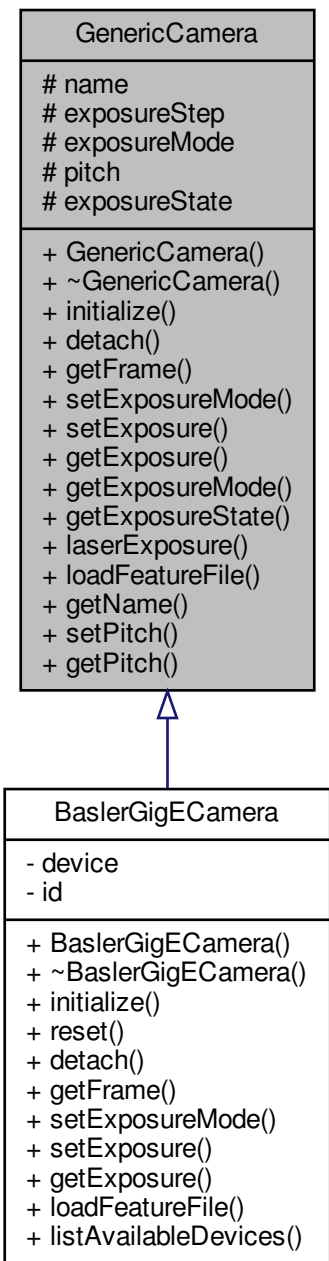 GenericCamera
# name
# exposureStep
# exposureMode
# pitch
# exposureState
+ GenericCamera()
+ ~GenericCamera()
+ initialize()
+ detach()
+ getFrame()
+ setExposureMode()
+ setExposure()
+ getExposure()
+ getExposureMode()
+ getExposureState()
+ laserExposure()
+ loadFeatureFile()
+ getName()
+ setPitch()
+ getPitch()
BaslerGigECamera
- device
- id
+ BaslerGigECamera()
+ ~BaslerGigECamera()
+ initialize()
+ reset()
+ detach()
+ getFrame()
+ setExposureMode()
+ setExposure()
+ getExposure()
+ loadFeatureFile()
+ listAvailableDevices()